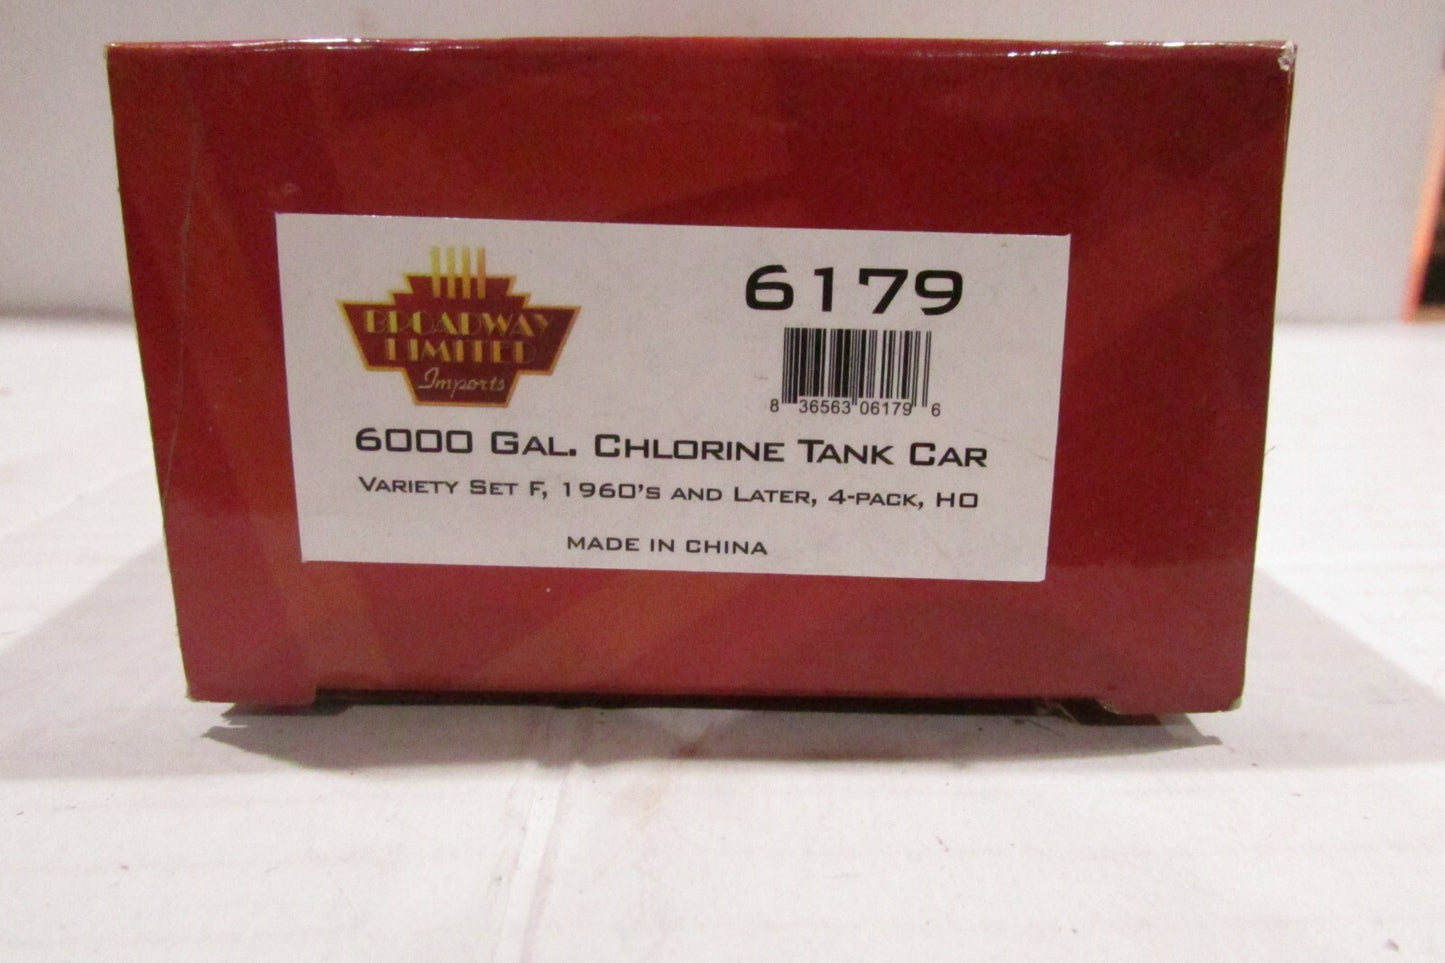 BROADWAY
LIMITED
Imports
6179
8 36563 06179 6
6000 GAL. CHLORINE TANK CAR
VARIETY SET F, 1960'S AND LATER, 4-PACK, HO
MADE IN CHINA